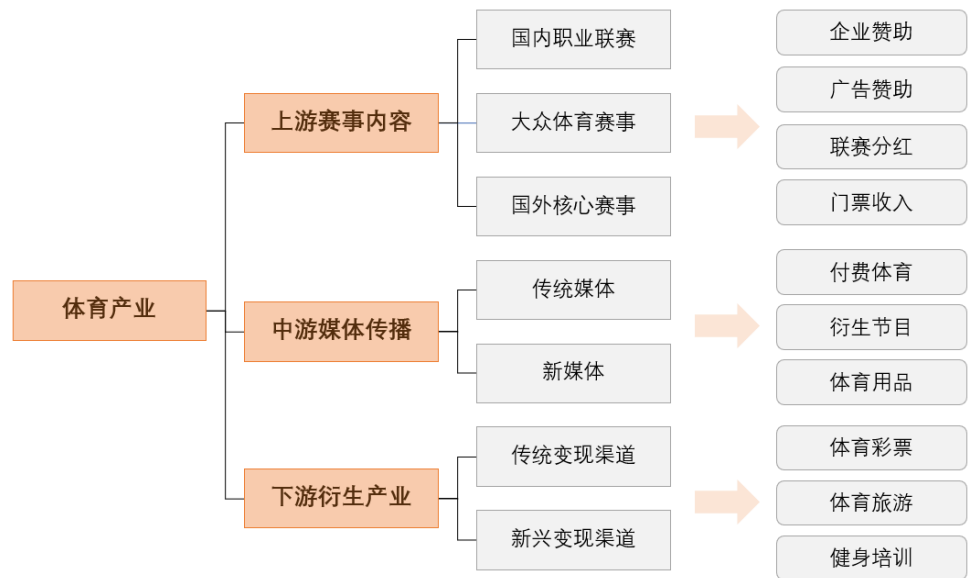 体育产业
上游赛事内容
国内职业联赛
大众体育赛事
国外核心赛事
企业赞助
广告赞助
联赛分红
门票收入
中游媒体传播
传统媒体
新媒体
付费体育
衍生节目
体育用品
下游衍生产业
传统变现渠道
新兴变现渠道
体育彩票
体育旅游
健身培训